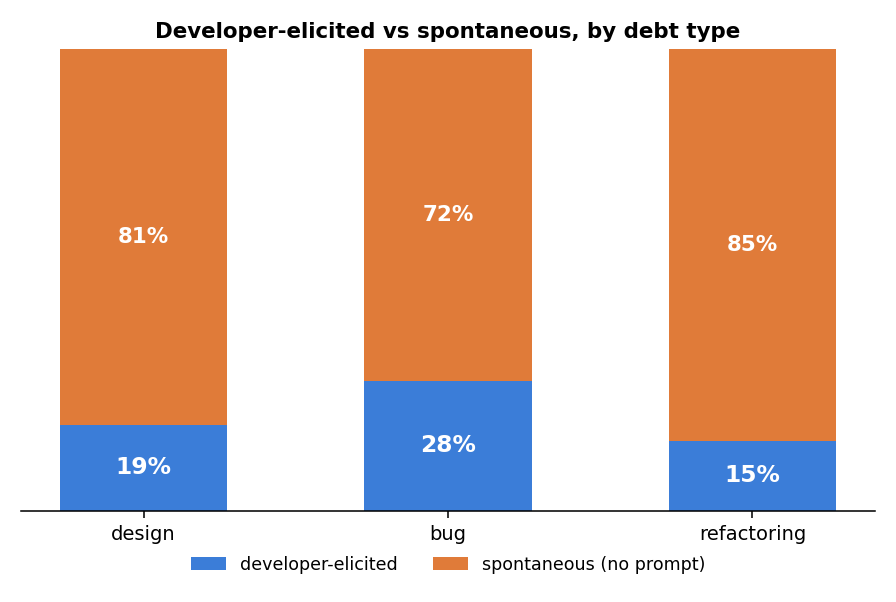 Developer-elicited vs spontaneous, by debt type
81%
72%
85%
19%
28%
15%
design
bug
refactoring
developer-elicited
spontaneous (no prompt)